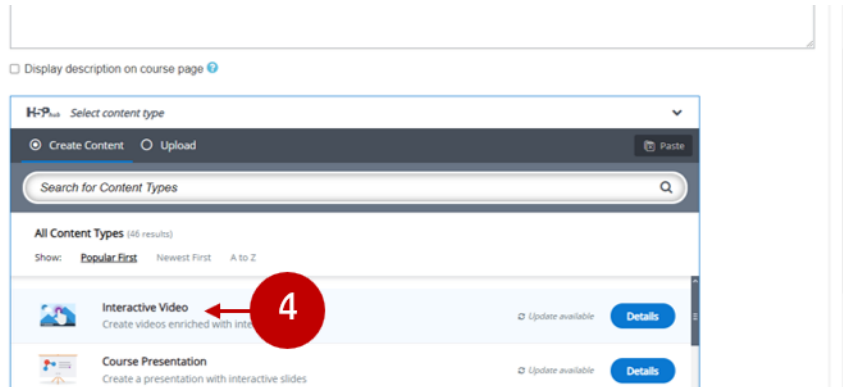 Display description on course page
H-P hub Select content type
Create Content Upload Paste
Search for Content Types
All Content Types (46 results)
Show: Popular First Newest First A to Z
Interactive Video
4
Create videos enriched with
Update available
Details
Course Presentation
Create a presentation with interactive slides
Update available
Details